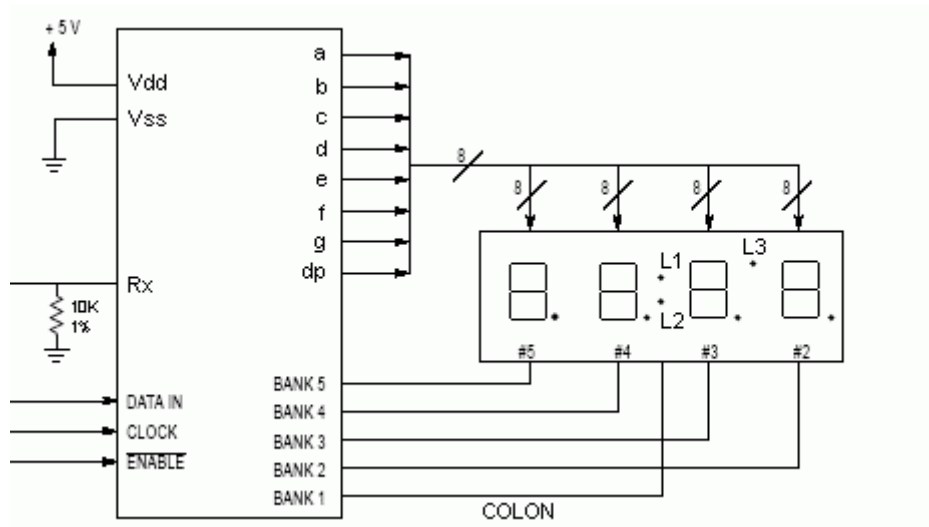 + 5 V
Vdd
Vss
Rx
10K
1%
DATA IN
CLOCK
ENABLE
a
b
c
d
e
f
g
dp
BANK 5
BANK 4
BANK 3
BANK 2
BANK 1
8
8 8 8 8
L1 L3
L2
#5 #4 #3 #2
COLON